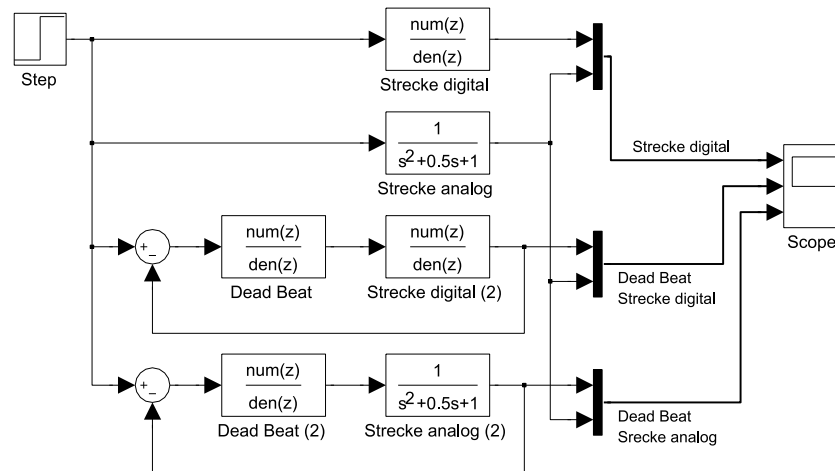 Step
num(z)
den(z)
Strecke digital
1
s²+0.5s+1
Strecke analog
Strecke digital
Scope
+
−
num(z)
den(z)
Dead Beat
num(z)
den(z)
Strecke digital (2)
Dead Beat
Strecke digital
+
−
num(z)
den(z)
Dead Beat (2)
1
s²+0.5s+1
Strecke analog (2)
Dead Beat
Srecke analog